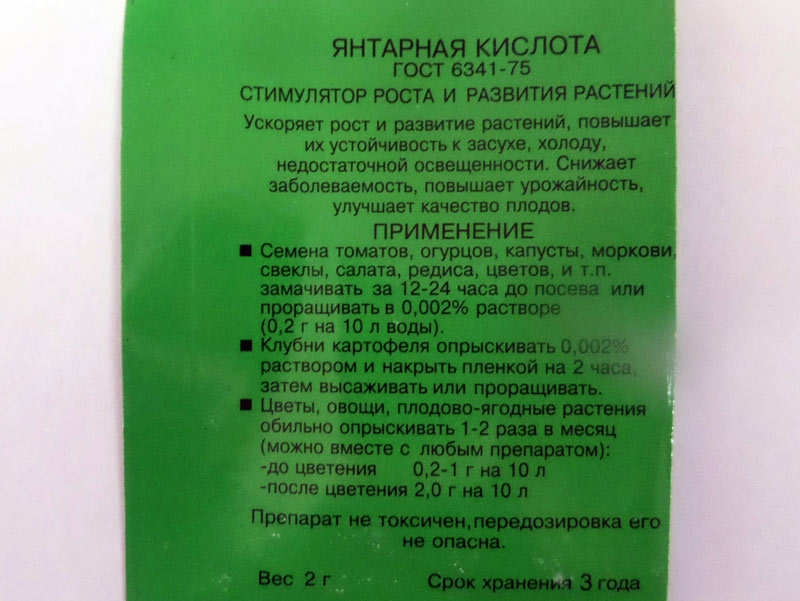 ЯНТАРНАЯ КИСЛОТА
ГОСТ 6341-75
СТИМУЛЯТОР РОСТА И РАЗВИТИЯ РАСТЕНИЙ
Ускоряет рост и развитие растений, повышает
их устойчивость к засухе, холоду,
недостаточной освещенности. Снижает
заболеваемость, повышает урожайность,
улучшает качество плодов.
ПРИМЕНЕНИЕ
■ Семена томатов, огурцов, капусты, моркови,
свеклы, салата, редиса, цветов, и т.п.
замачивать за 12-24 часа до посева или
проращивать в 0,002% растворе
(0,2 г на 10 л воды).
■ Клубни картофеля опрыскивать 0,002%
раствором и накрыть пленкой на 2 часа,
затем высаживать или проращивать.
■ Цветы, овощи, плодово-ягодные растения
обильно опрыскивать 1-2 раза в месяц
(можно вместе с любым препаратом):
-до цветения 0,2-1 г на 10 л
-после цветения 2,0 г на 10 л
Препарат не токсичен,передозировка его
не опасна.
Вес 2 г Срок хранения 3 года